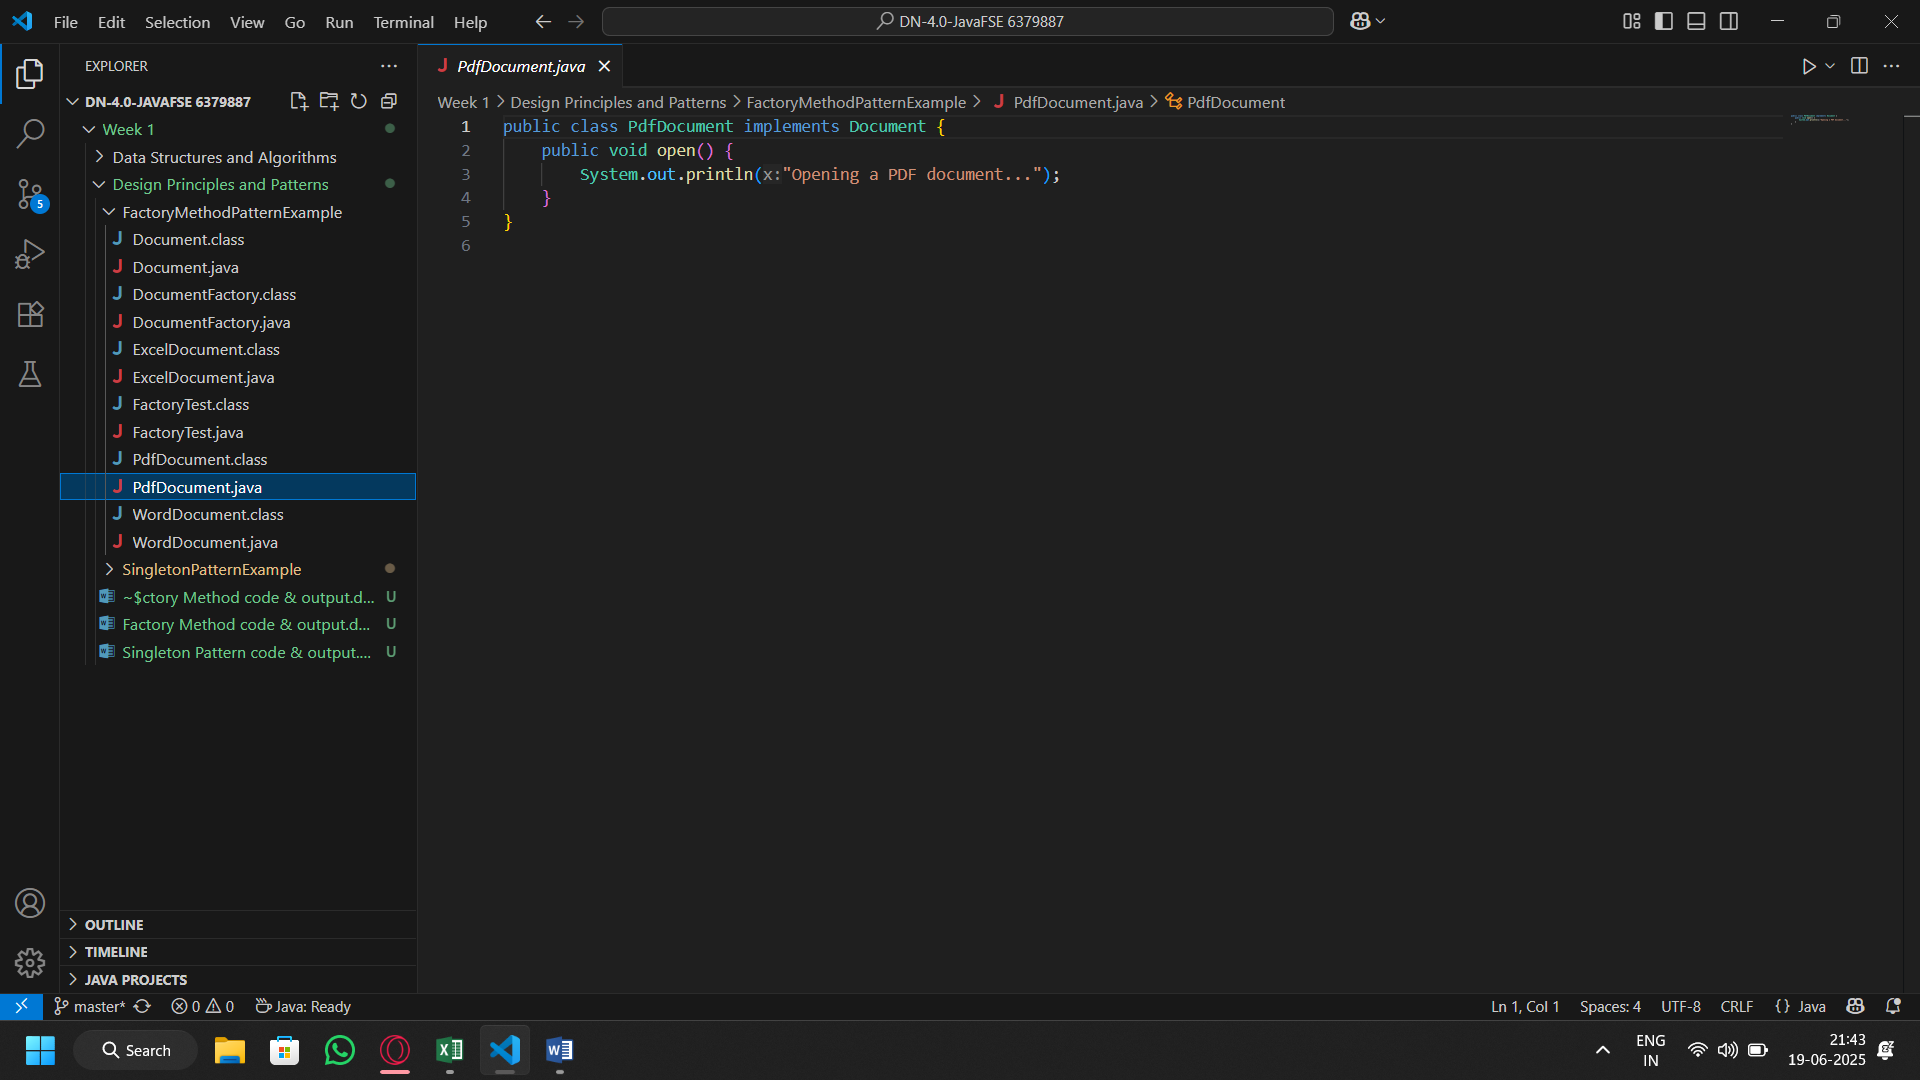 File Edit Selection View Go Run Terminal Help
DN-4.0-JavaFSE 6379887
EXPLORER
PdfDocument.java
DN-4.0-JAVAFSE 6379887
Week 1 > Design Principles and Patterns > FactoryMethodPatternExample > PdfDocument.java > PdfDocument
Week 1
Data Structures and Algorithms
Design Principles and Patterns
FactoryMethodPatternExample
Document.class
Document.java
DocumentFactory.class
DocumentFactory.java
ExcelDocument.class
ExcelDocument.java
FactoryTest.class
FactoryTest.java
PdfDocument.class
PdfDocument.java
WordDocument.class
WordDocument.java
SingletonPatternExample
~$ctory Method code & output.d... U
Factory Method code & output.d... U
Singleton Pattern code & output.... U
1 public class PdfDocument implements Document {
2 public void open() {
3 System.out.println(x:"Opening a PDF document...");
4 }
5 }
6
5
OUTLINE
TIMELINE
JAVA PROJECTS
master* 0 0 Java: Ready
Ln 1, Col 1 Spaces: 4 UTF-8 CRLF {} Java
Search
ENG
IN
21:43
19-06-2025